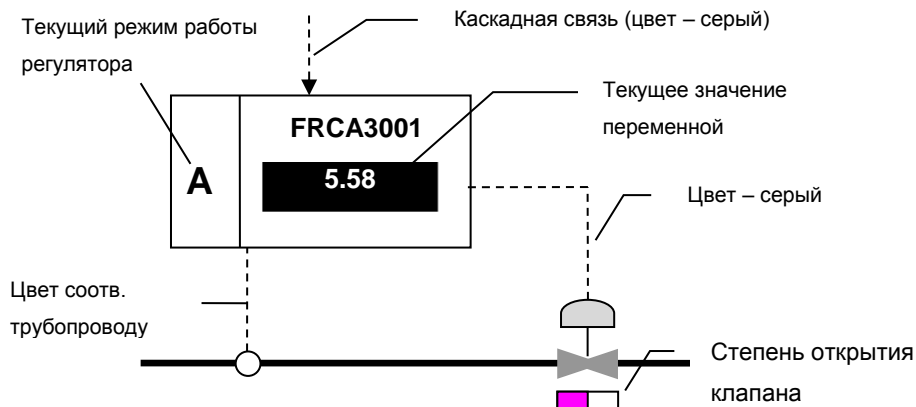 Текущий режим работы
регулятора
Каскадная связь (цвет – серый)
FRCA3001
Текущее значение
переменной
А
5.58
Цвет – серый
Цвет соотв.
трубопроводу
Степень открытия
клапана